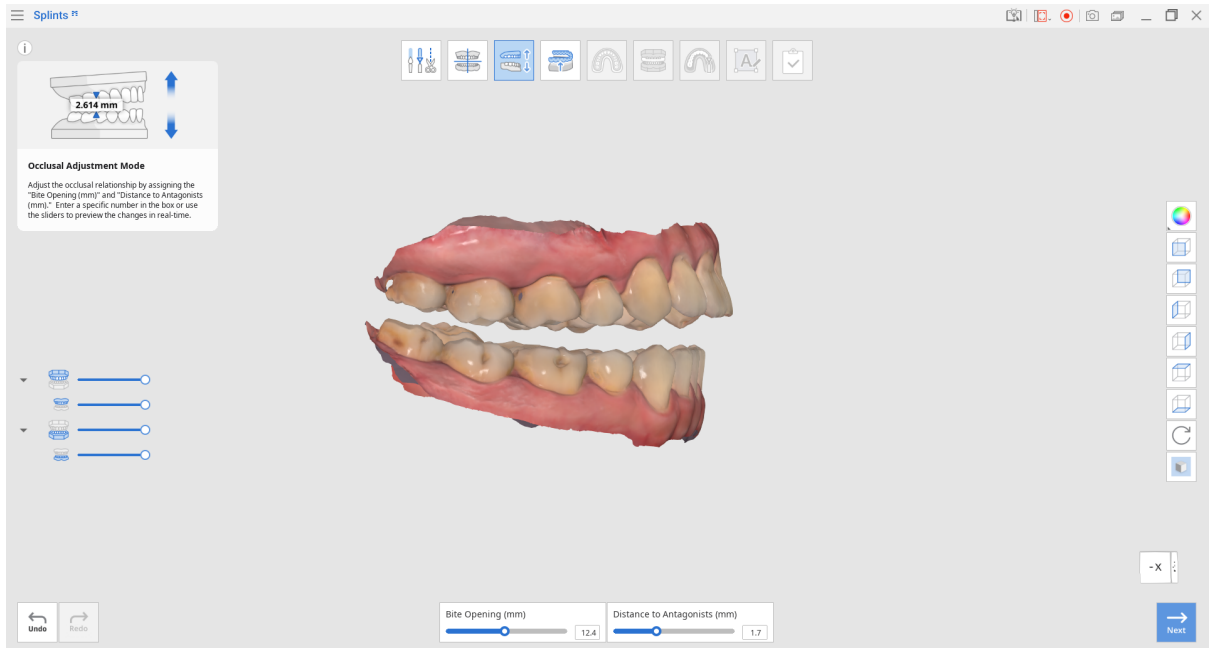 Splints
i
2.614 mm
Occlusal Adjustment Mode
Adjust the occlusal relationship by assigning the
"Bite Opening (mm)" and "Distance to Antagonists
(mm)." Enter a specific number in the box or use
the sliders to preview the changes in real-time.
A
-X
Undo
Redo
Bite Opening (mm)
12.4
Distance to Antagonists (mm)
1.7
Next